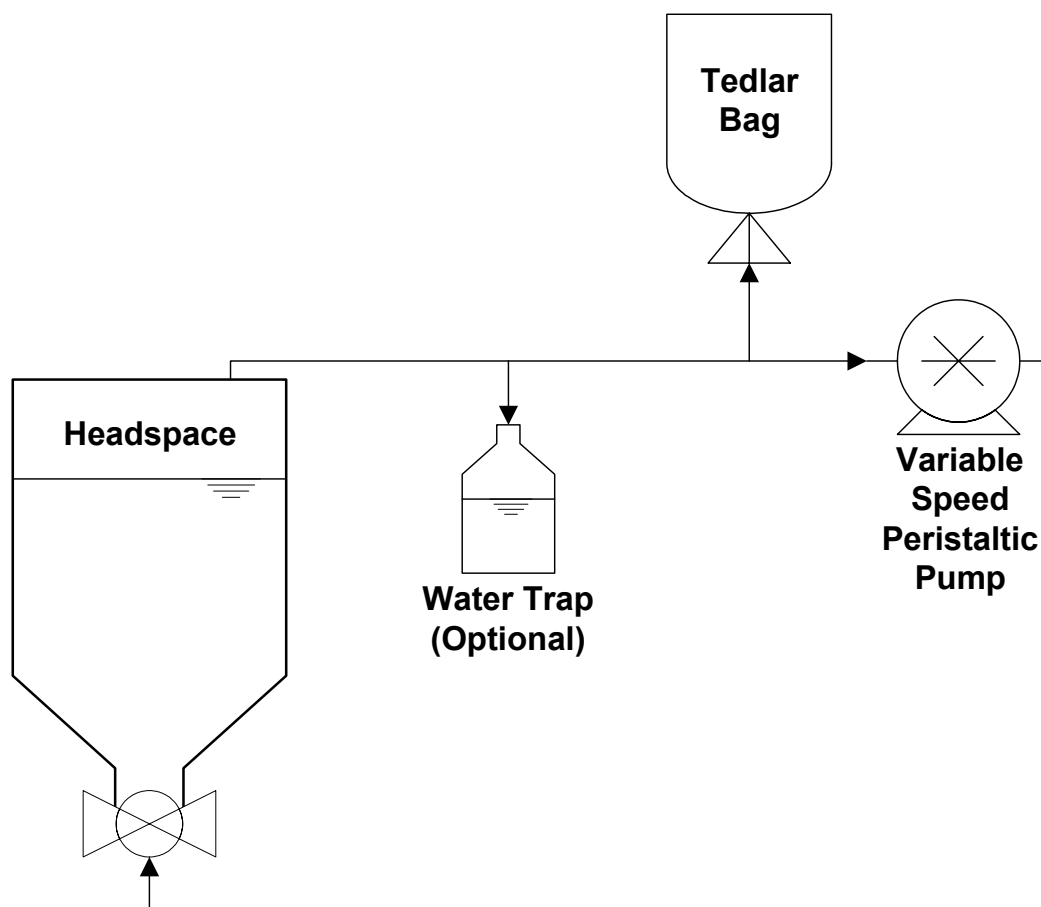 Tedlar
Bag
Headspace
Variable
Speed
Peristaltic
Pump
Water Trap
(Optional)